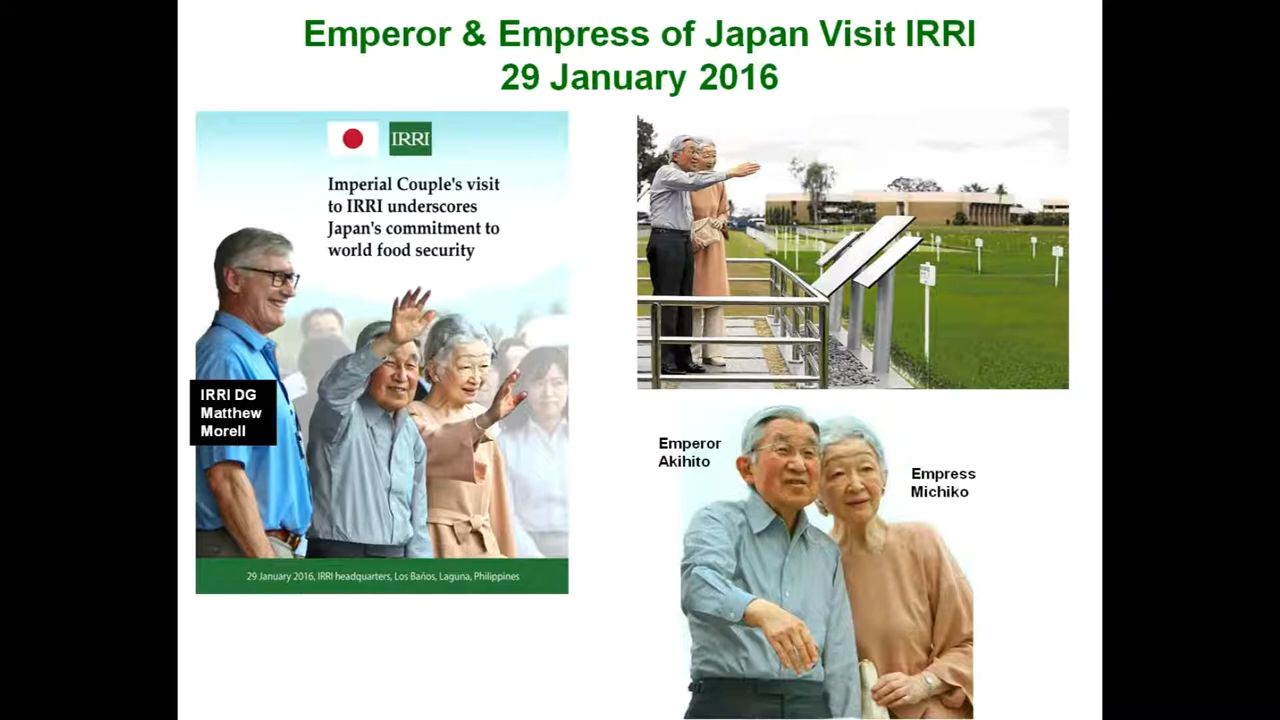 Emperor & Empress of Japan Visit IRRI
29 January 2016
IRRI
Imperial Couple's visit
to IRRI underscores
Japan's commitment to
world food security
IRRI DG
Matthew
Morell
29 January 2016, IRRI headquarters, Los Baños, Laguna, Philippines
Emperor
Akihito
Empress
Michiko